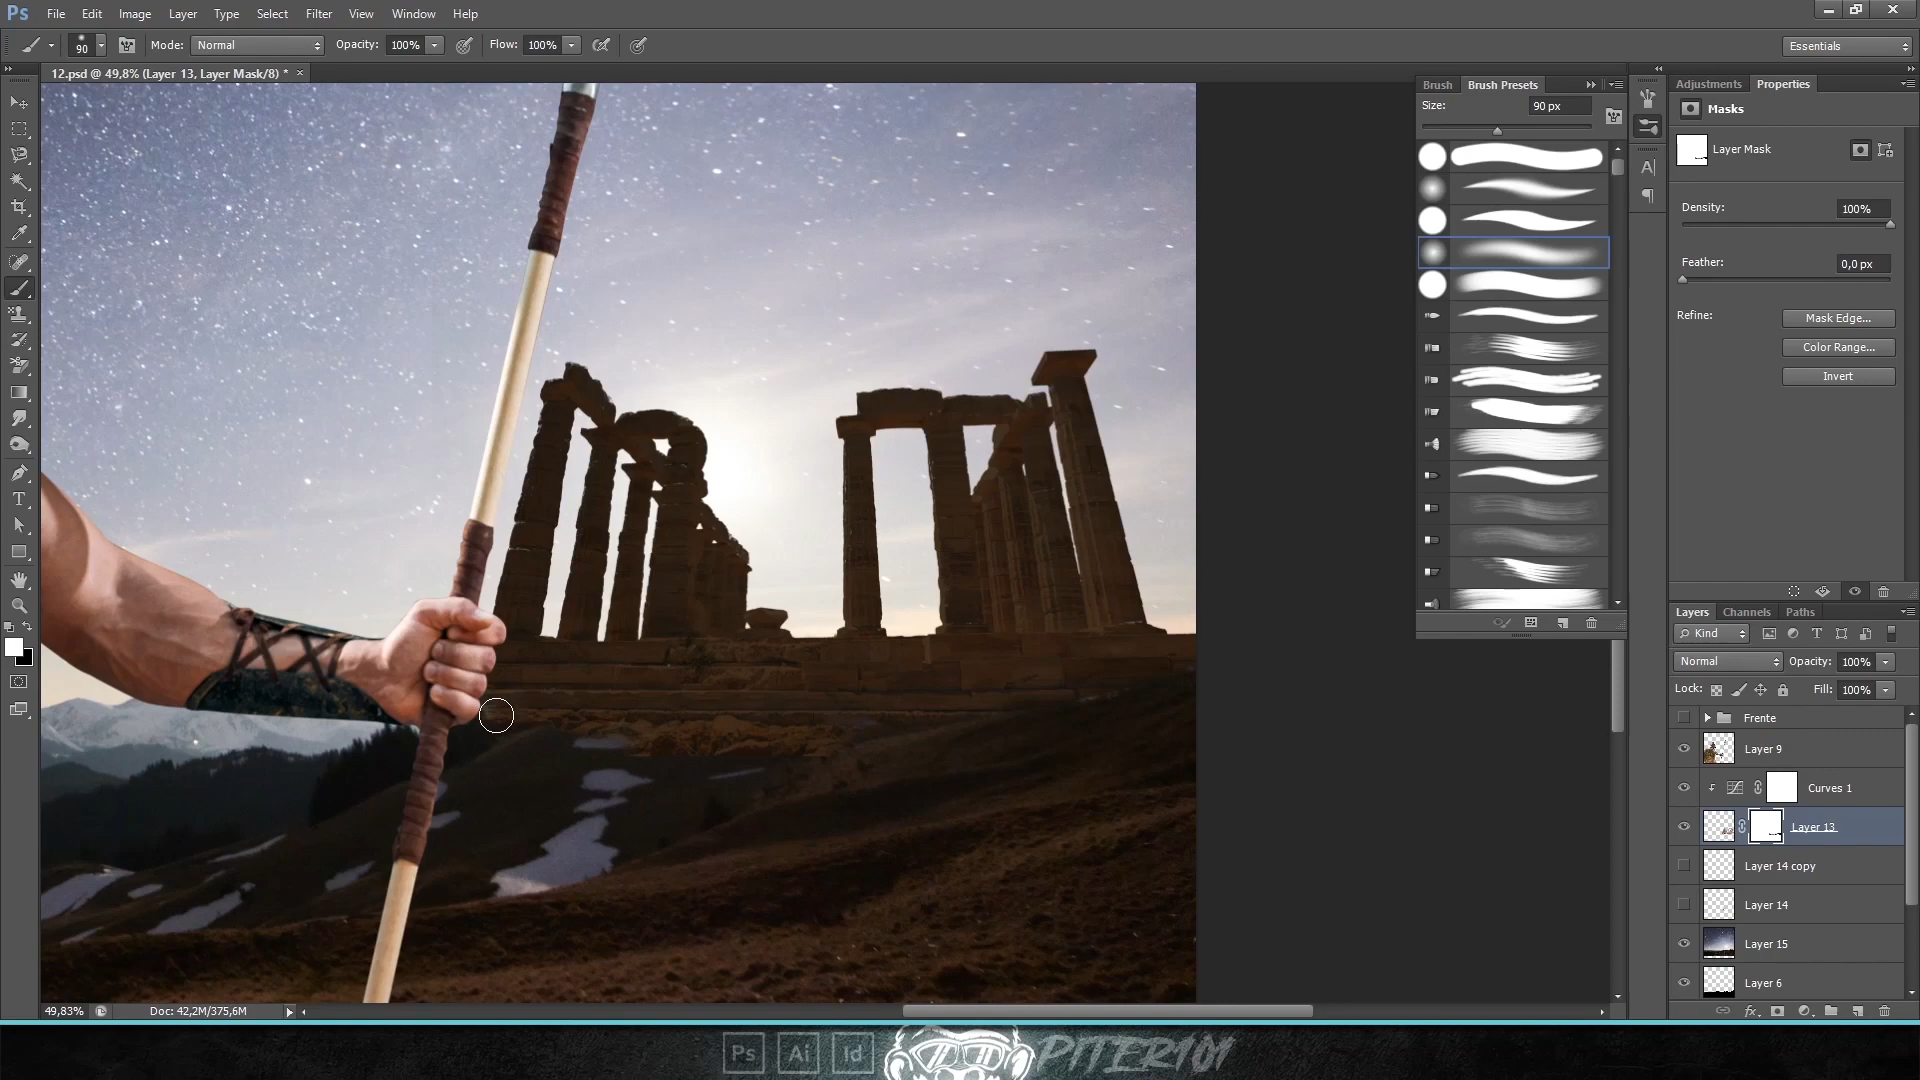 Ps File Edit Image Layer Type Select Filter View Window Help
90 Mode: Normal Opacity: 100% Flow: 100% Essentials
12.psd @ 49,8% (Layer 13, Layer Mask/8) * ×
Brush Brush Presets
Size: 90 px
Adjustments Properties
Masks
Layer Mask
Density: 100%
Feather: 0,0 px
Refine: Mask Edge...
Color Range...
Invert
Layers Channels Paths
Kind
Normal Opacity: 100%
Lock: Fill: 100%
Frente
Layer 9
Curves 1
Layer 13
Layer 14 copy
Layer 14
Layer 15
Layer 6
49,83% Doc: 42,2M/375,6M
Ps Ai Id PITER101